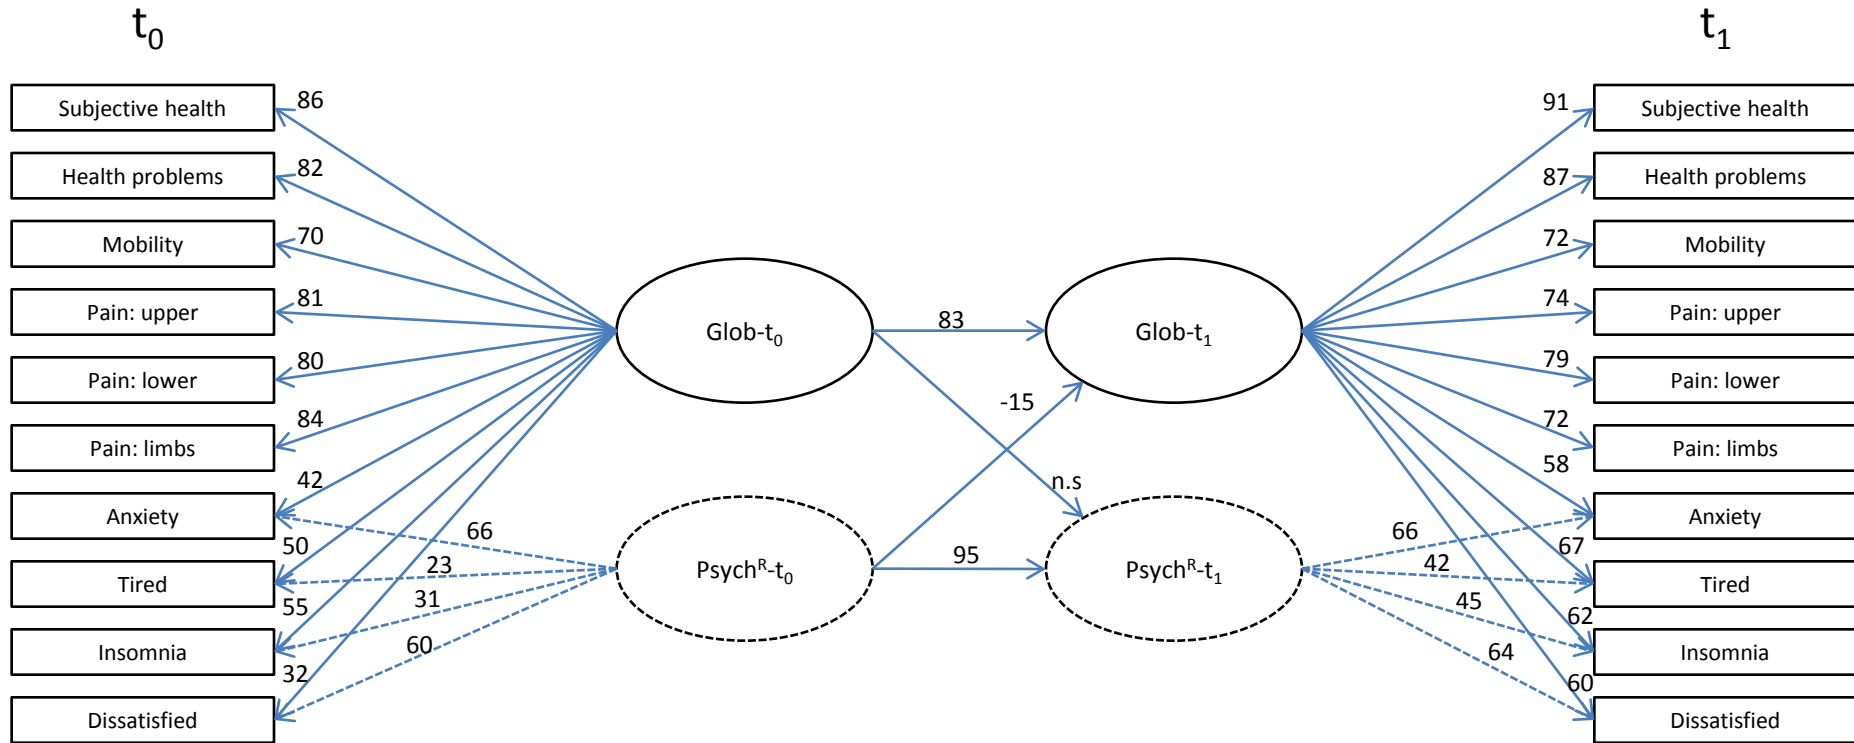 t0
t1
Subjective health
86
91
Subjective health
Health problems
82
87
Health problems
Mobility
70
72
Mobility
Pain: upper
81
74
Pain: upper
Glob-t0
83
Glob-t1
Pain: lower
80
79
Pain: lower
-15
Pain: limbs
84
72
Pain: limbs
58
42
n.s
Anxiety
66
66
Anxiety
50
67
Tired
23
PsychR-t0
95
PsychR-t1
42
Tired
55
31
45
62
Insomnia
60
64
Insomnia
32
60
Dissatisfied
Dissatisfied